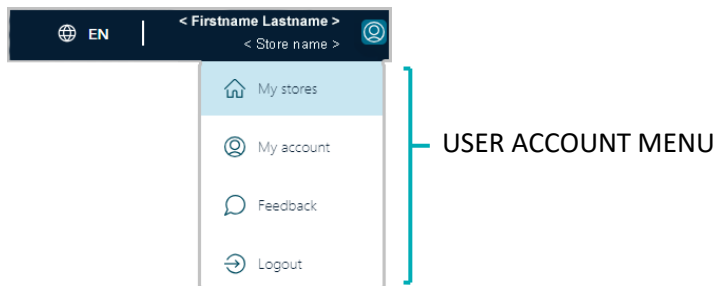 EN
< Firstname Lastname >
< Store name >
My stores
My account
Feedback
Logout
USER ACCOUNT MENU